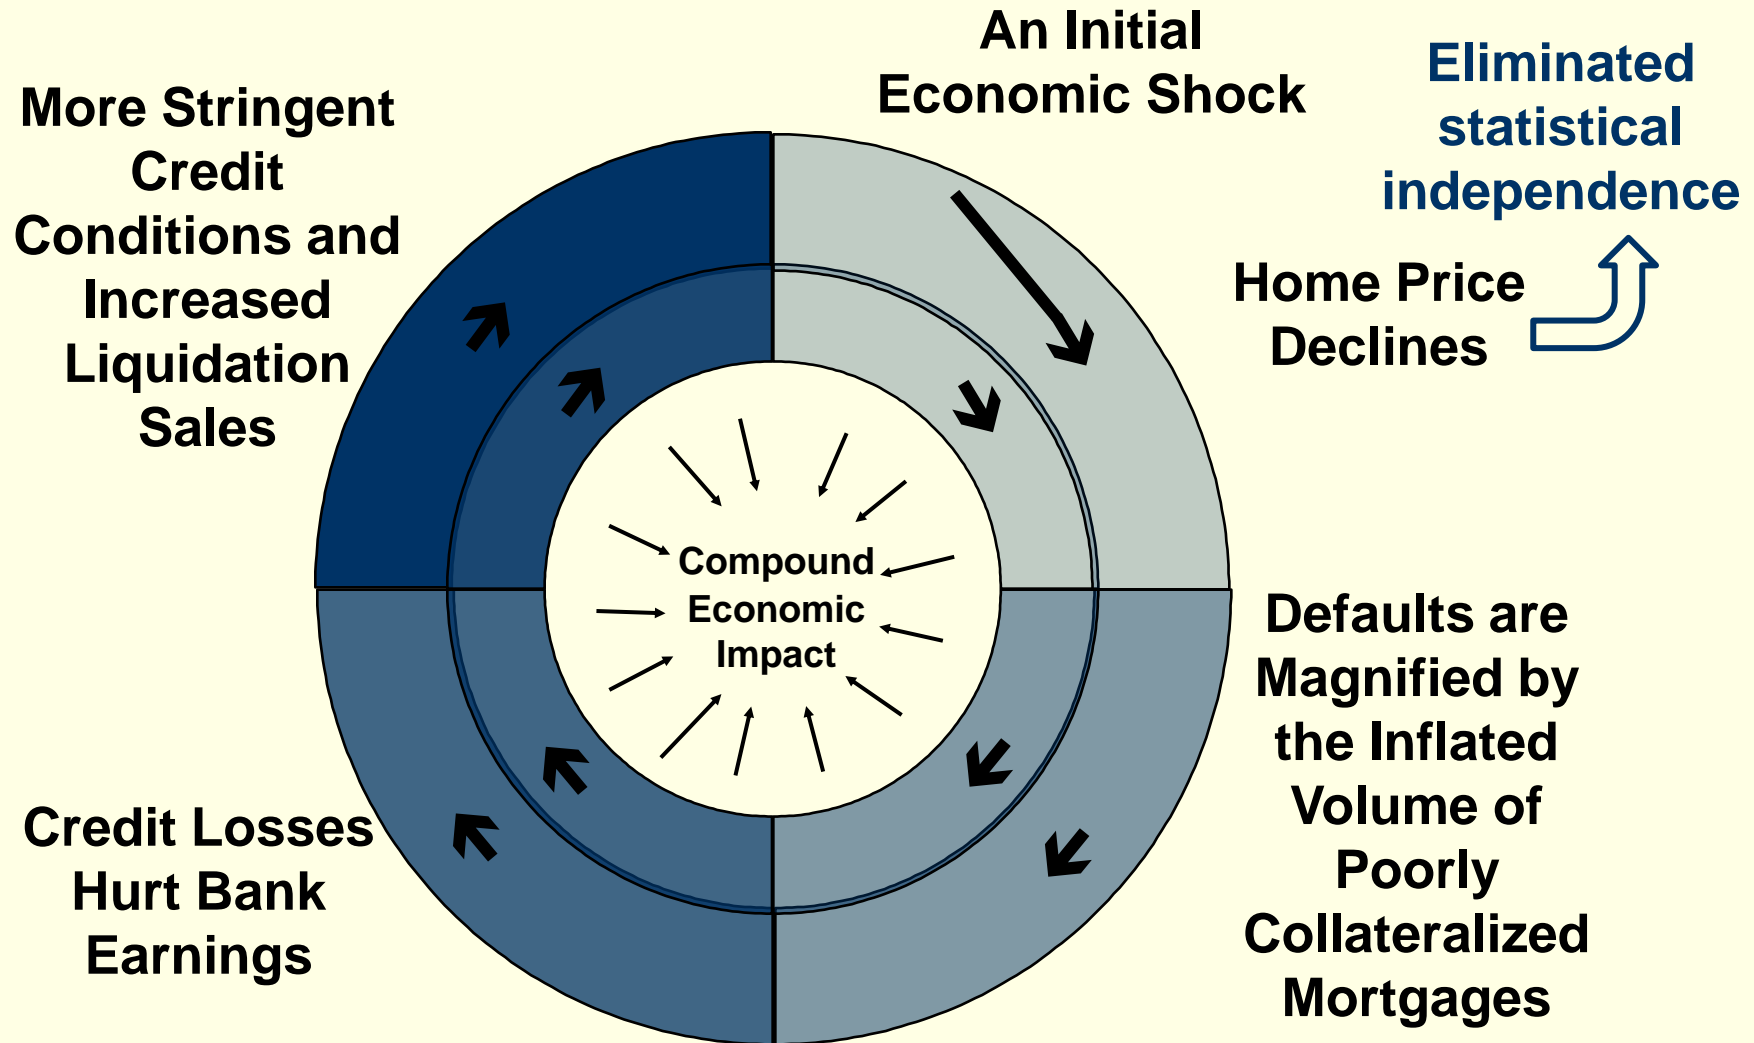 An Initial
Economic Shock
Eliminated
statistical
independence
Home Price
Declines
Defaults are
Magnified by
the Inflated
Volume of
Poorly
Collateralized
Mortgages
Credit Losses
Hurt Bank
Earnings
More Stringent
Credit
Conditions and
Increased
Liquidation
Sales
Compound
Economic
Impact